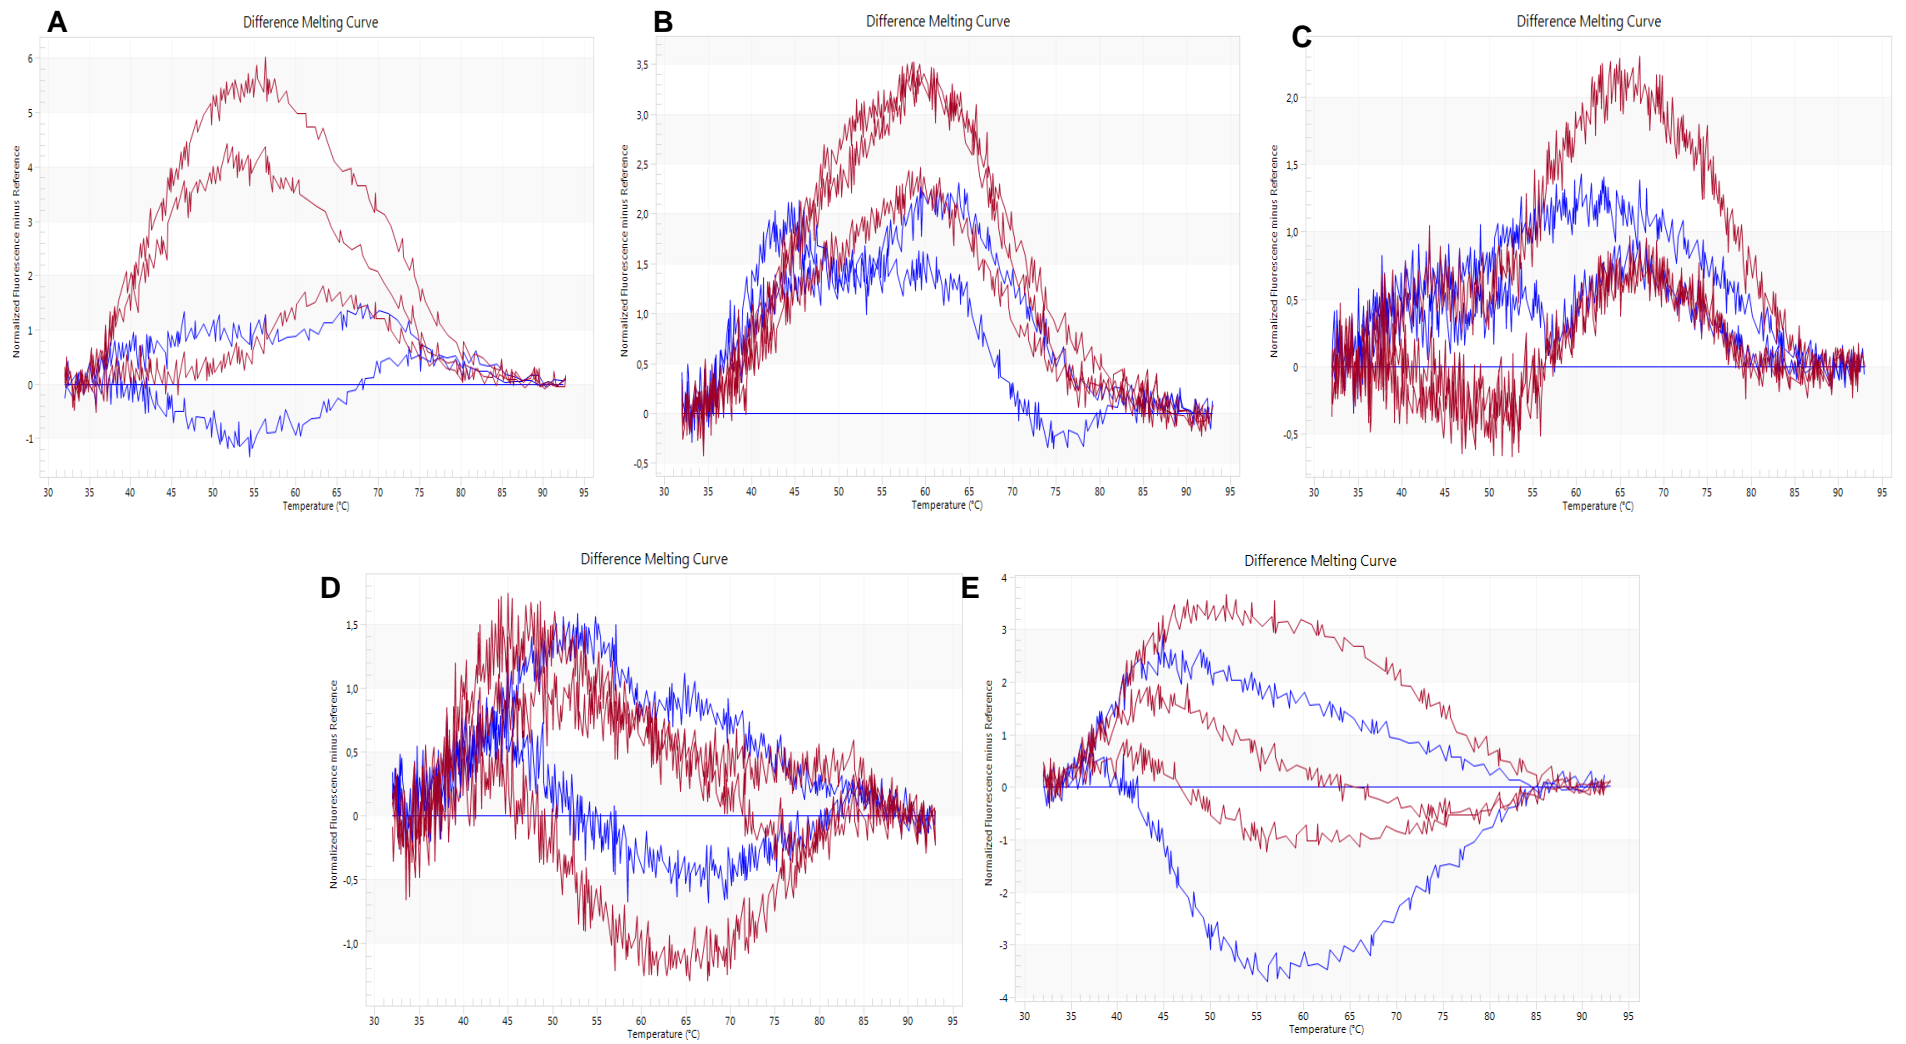 A
Difference Melting Curve
6
5
4
3
2
1
0
-1
Normalized Fluorescence minus Reference
30 35 40 45 50 55 60 65 70 75 80 85 90 95
Temperature (°C)
B
Difference Melting Curve
3,5
3,0
2,5
2,0
1,5
1,0
0,5
0
-0,5
Normalized Fluorescence minus Reference
30 35 40 45 50 55 60 65 70 75 80 85 90 95
Temperature (°C)
C
Difference Melting Curve
2,0
1,5
1,0
0,5
0
-0,5
Normalized Fluorescence minus Reference
30 35 40 45 50 55 60 65 70 75 80 85 90 95
Temperature (°C)
D
Difference Melting Curve
1,5
1,0
0,5
0
-0,5
-1,0
Normalized Fluorescence minus Reference
30 35 40 45 50 55 60 65 70 75 80 85 90 95
Temperature (°C)
E
Difference Melting Curve
4
3
2
1
0
-1
-2
-3
-4
Normalized Fluorescence minus Reference
30 35 40 45 50 55 60 65 70 75 80 85 90 95
Temperature (°C)